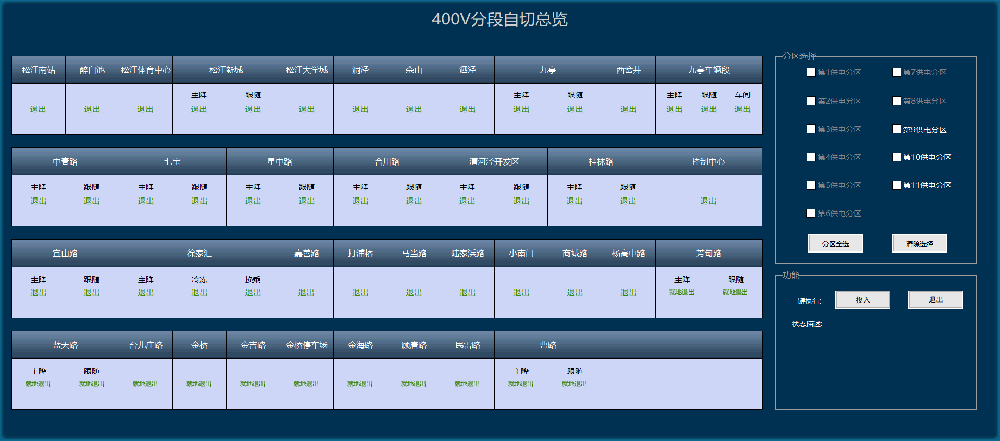 400V分段自切总览
松江南站 醉白池 松江体育中心 松江新城 松江大学城 洞泾 佘山 泗泾 九亭 西岔井 九亭车辆段
主降 跟随 主降 跟随 主降 跟随 车间
退出 退出 退出 退出 退出 退出 退出 退出 退出 退出 退出 退出 退出 退出 退出
中春路 七宝 星中路 合川路 漕河泾开发区 桂林路 控制中心
主降 跟随 主降 跟随 主降 跟随 主降 跟随 主降 跟随 主降 跟随
退出 退出 退出 退出 退出 退出 退出 退出 退出 退出 退出 退出 退出
宜山路 徐家汇 嘉善路 打浦桥 马当路 陆家浜路 小南门 商城路 杨高中路 芳甸路
主降 跟随 主降 冷冻 换乘 主降 跟随
退出 退出 退出 退出 退出 退出 退出 退出 退出 退出 退出 退出 就地退出 就地退出
蓝天路 台儿庄路 金桥 金吉路 金桥停车场 金海路 顾唐路 民雷路 曹路
主降 跟随 主降 跟随
就地退出 就地退出 就地退出 就地退出 就地退出 就地退出 就地退出 就地退出 就地退出 就地退出 就地退出
分区选择
第1供电分区 第7供电分区
第2供电分区 第8供电分区
第3供电分区 第9供电分区
第4供电分区 第10供电分区
第5供电分区 第11供电分区
第6供电分区
分区全选 清除选择
功能
一键执行: 投入 退出
状态描述: